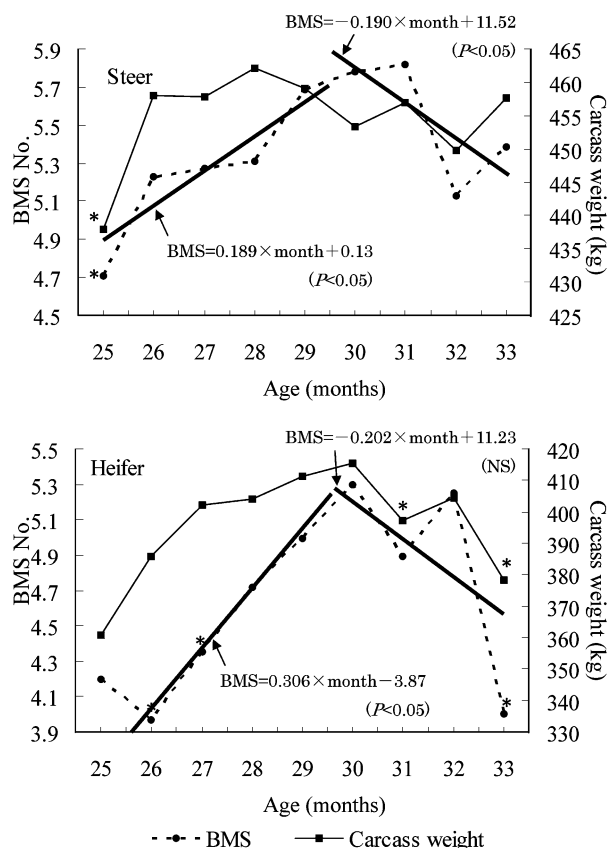 BMS=−0.190×month+11.52
(P<0.05)
Steer
5.9
5.7
5.5
5.3
5.1
4.9
4.7
4.5
BMS No.
465
460
455
450
445
440
435
430
425
Carcass weight (kg)
*
*
BMS=0.189×month+0.13
(P<0.05)
25 26 27 28 29 30 31 32 33
Age (months)
BMS=−0.202×month+11.23
(NS)
Heifer
5.5
5.3
5.1
4.9
4.7
4.5
4.3
4.1
3.9
BMS No.
420
410
400
390
380
370
360
350
340
330
Carcass weight (kg)
*
*
*
*
*
BMS=0.306×month−3.87
(P<0.05)
25 26 27 28 29 30 31 32 33
Age (months)
BMS Carcass weight